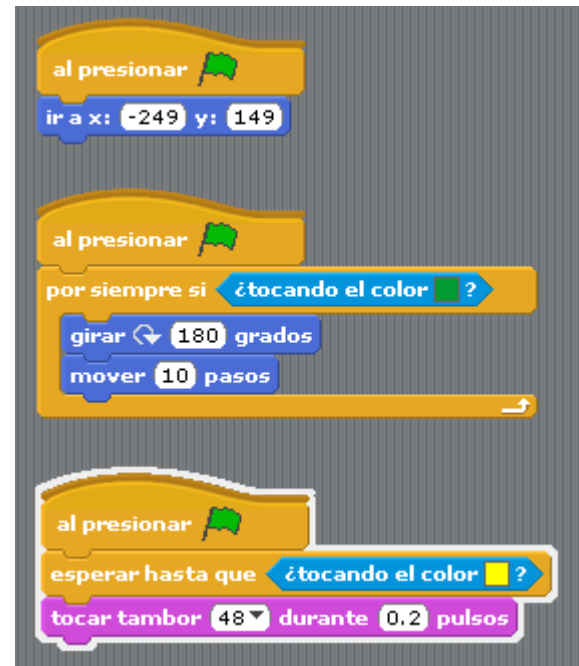 al presionar
ir a x: -249 y: 149
al presionar
por siempre si ¿tocando el color ?
girar 180 grados
mover 10 pasos
al presionar
esperar hasta que ¿tocando el color ?
tocar tambor 48 durante 0.2 pulsos